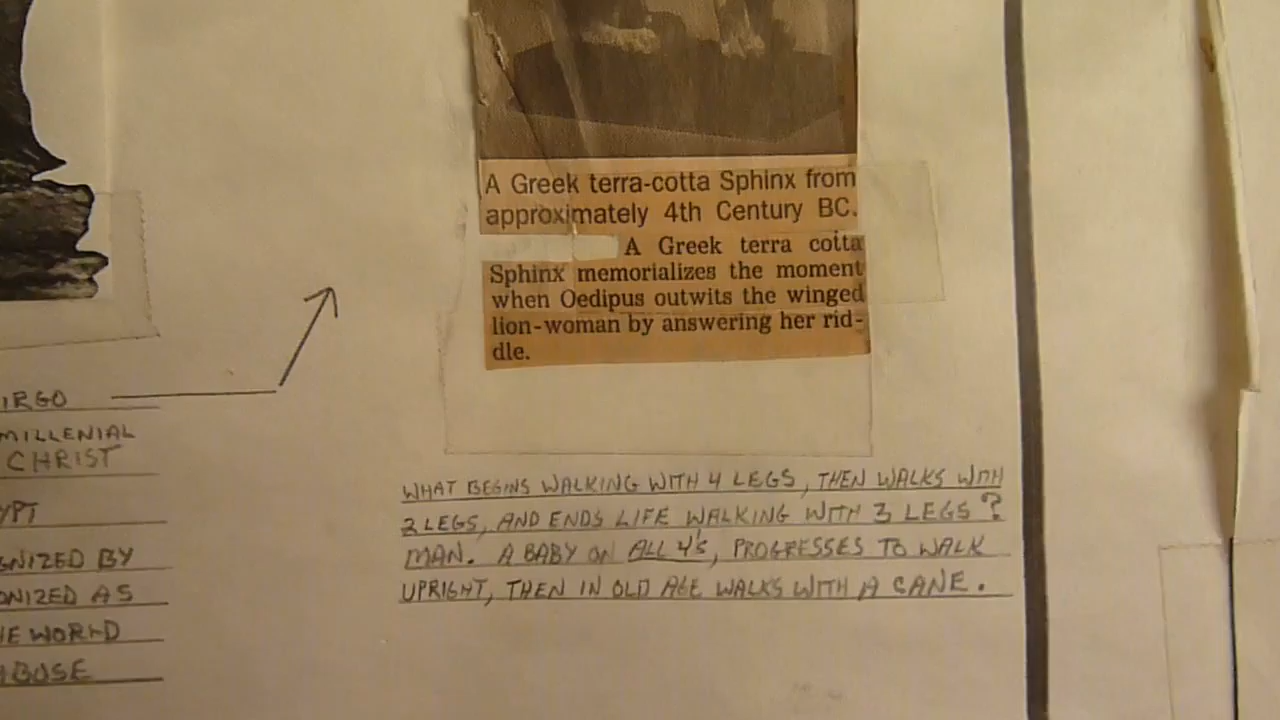 A Greek terra-cotta Sphinx from
approximately 4th Century BC.
A Greek terra cotta
Sphinx memorializes the moment
when Oedipus outwits the winged
lion-woman by answering her rid-
dle.
WHAT BEGINS WALKING WITH 4 LEGS, THEN WALKS WITH
2 LEGS, AND ENDS LIFE WALKING WITH 3 LEGS?
MAN. A BABY ON ALL 4'S, PROGRESSES TO WALK
UPRIGHT, THEN IN OLD AGE WALKS WITH A CANE.
IRGO
MILLENIAL
CHRIST
YPT
GNIZED BY
ONIZED AS
HE WORLD
ABUSE